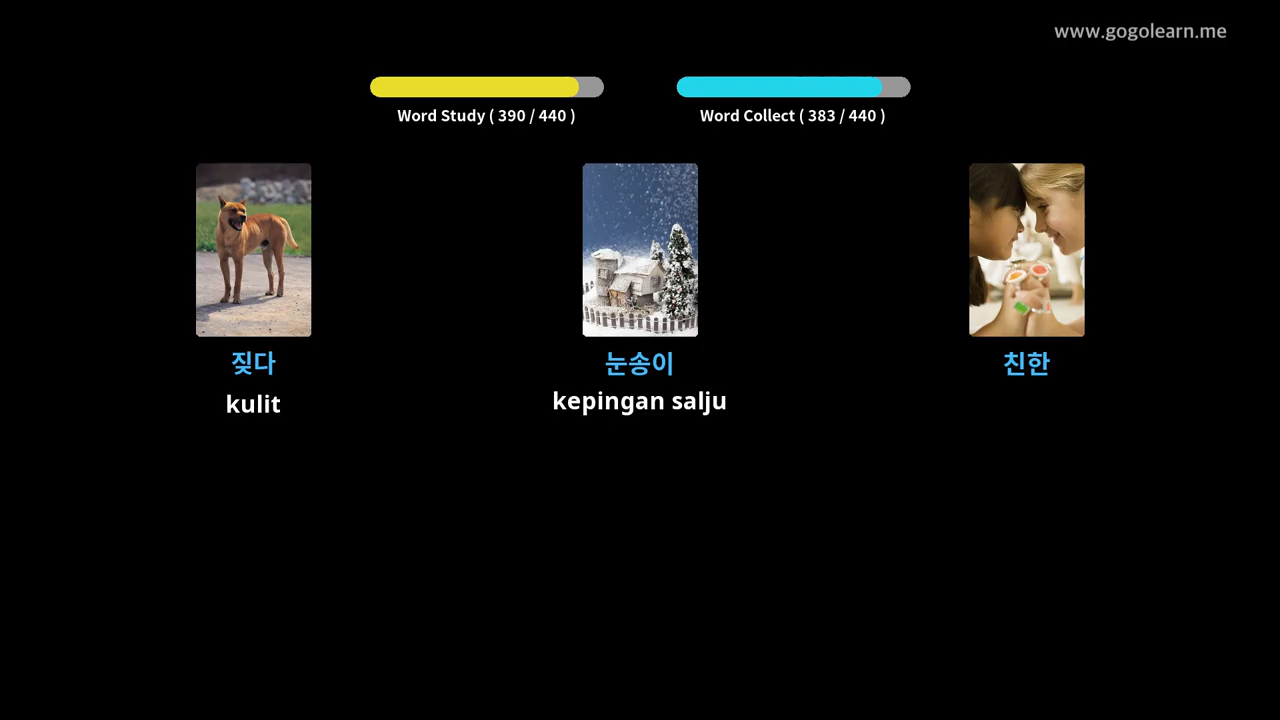 www.gogolearn.me
Word Study ( 390 / 440 )
Word Collect ( 383 / 440 )
짖다
눈송이
친한
kulit
kepingan salju